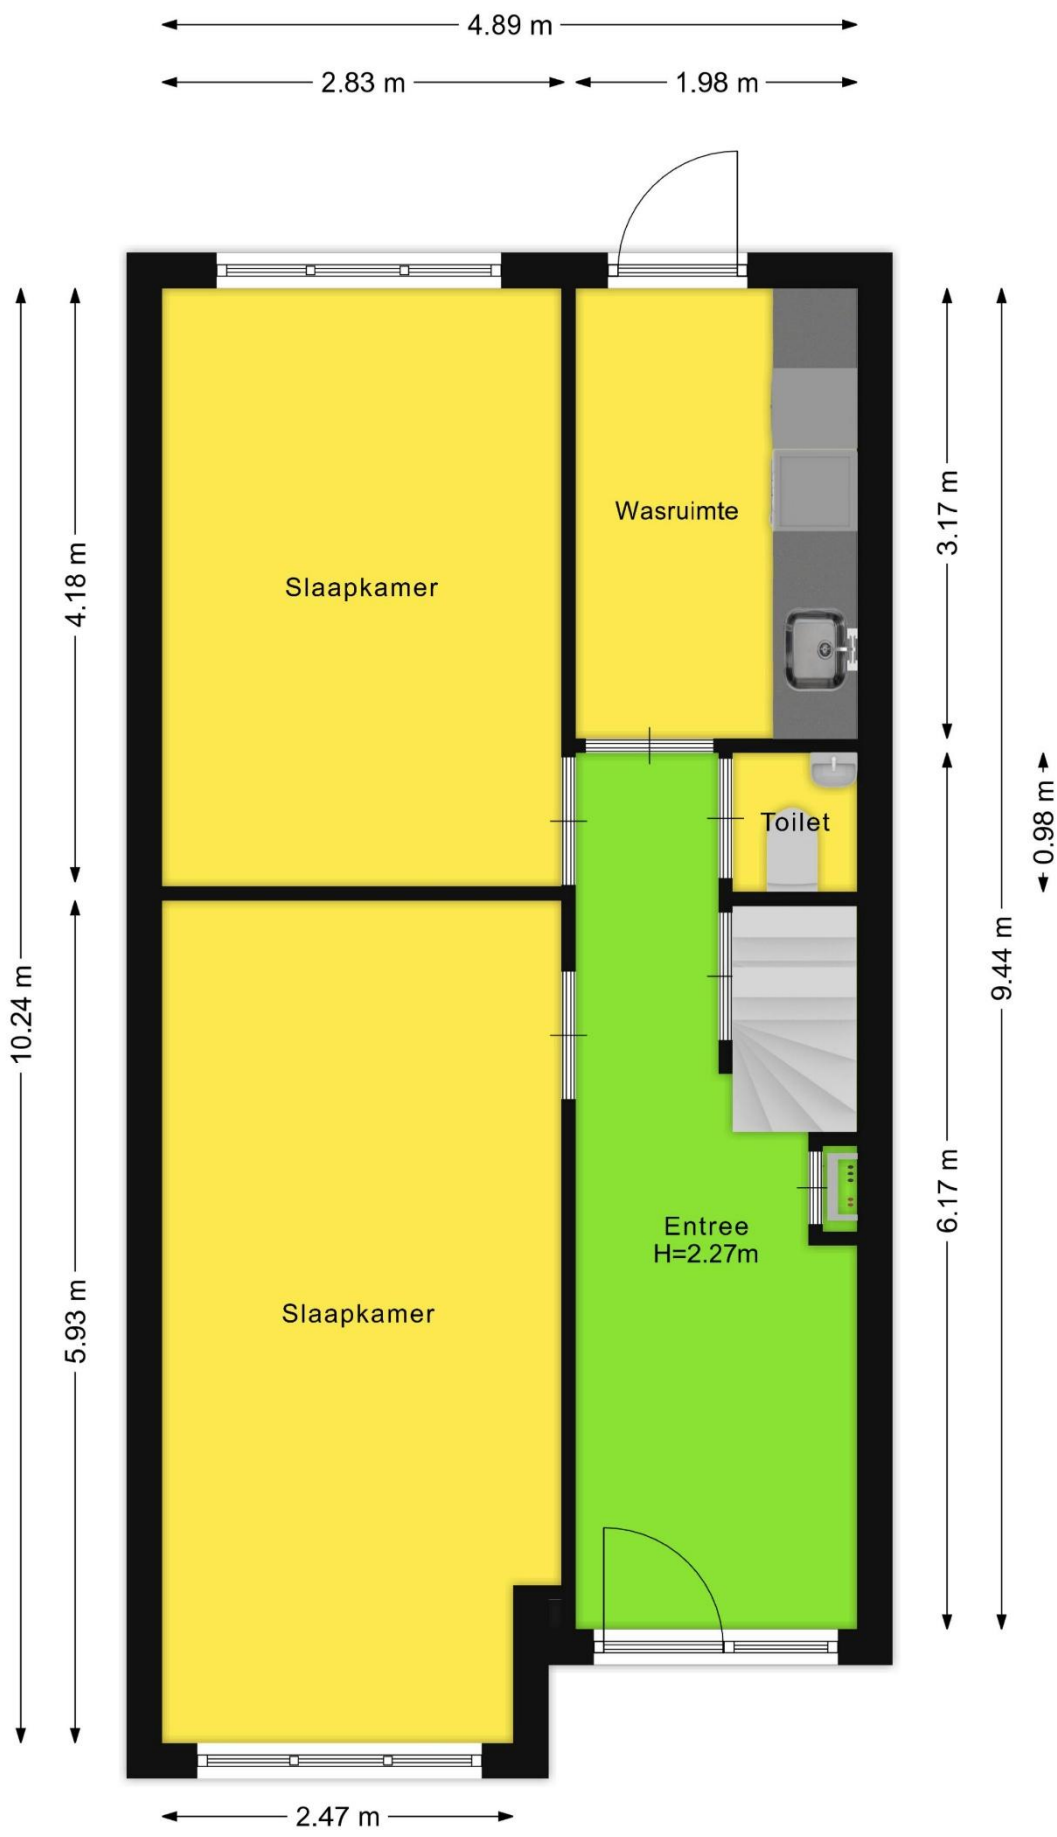 4.89 m
2.83 m
1.98 m
Wasruimte
3.17 m
4.18 m
Slaapkamer
Toilet
0.98 m
9.44 m
10.24 m
6.17 m
Entree
H=2.27m
5.93 m
Slaapkamer
2.47 m